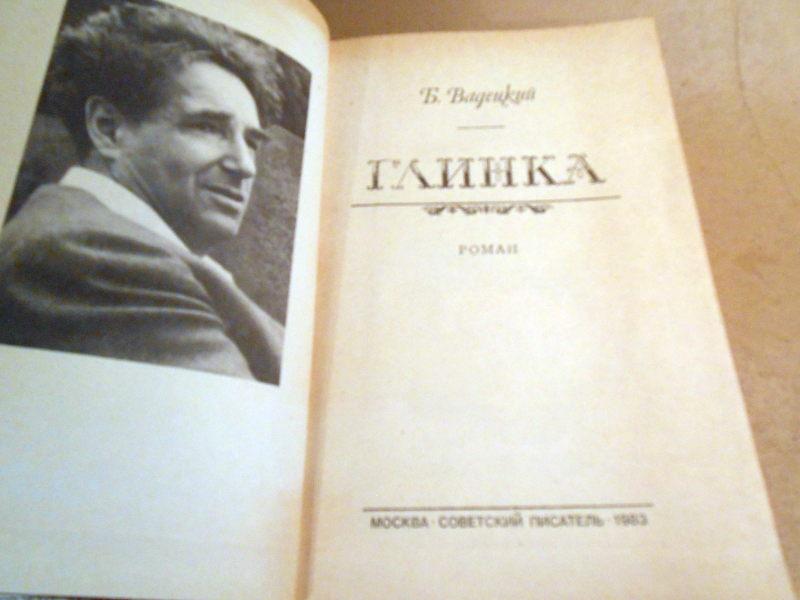 Б. Вадецкий
ГЛИНКА
РОМАН
МОСКВА · СОВЕТСКИЙ ПИСАТЕЛЬ · 1983